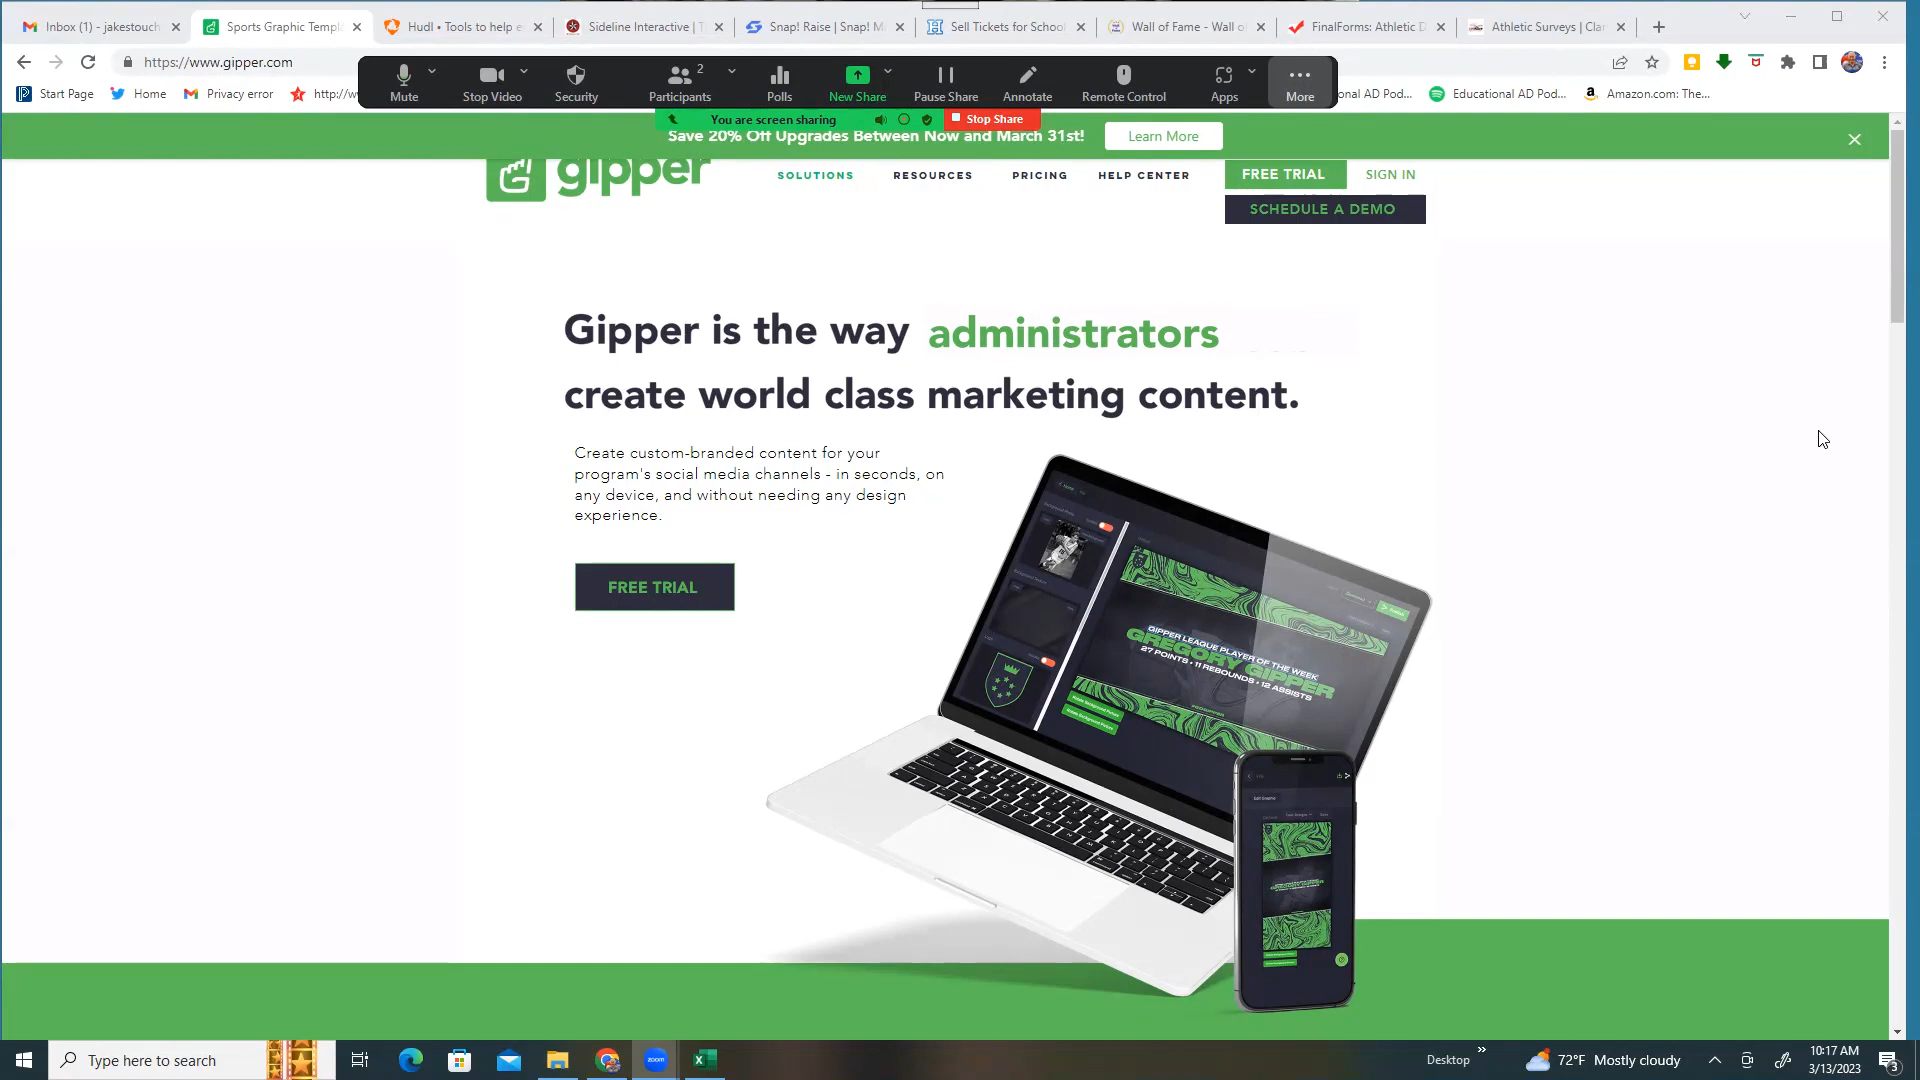 Inbox (1) - jakestouch
Sports Graphic Templ
Hudl • Tools to help e
Sideline Interactive | T
Snap! Raise | Snap! M
Sell Tickets for School
Wall of Fame - Wall o
FinalForms: Athletic D
Athletic Surveys | Clar
https://www.gipper.com
Start Page
Home
Privacy error
http://w
onal AD Pod...
Educational AD Pod...
Amazon.com: The...
Mute
Stop Video
Security
Participants
2
Polls
New Share
Pause Share
Annotate
Remote Control
Apps
More
You are screen sharing
Stop Share
Save 20% Off Upgrades Between Now and March 31st!
Learn More
gipper
SOLUTIONS
RESOURCES
PRICING
HELP CENTER
FREE TRIAL
SIGN IN
SCHEDULE A DEMO
Gipper is the way administrators
create world class marketing content.
Create custom-branded content for your
program's social media channels - in seconds, on
any device, and without needing any design
experience.
FREE TRIAL
GIPPER LEAGUE PLAYER OF THE WEEK
GREGORY GIPPER
27 POINTS • 11 REBOUNDS • 12 ASSISTS
Type here to search
zoom
Desktop
72°F Mostly cloudy
10:17 AM
3/13/2023
3